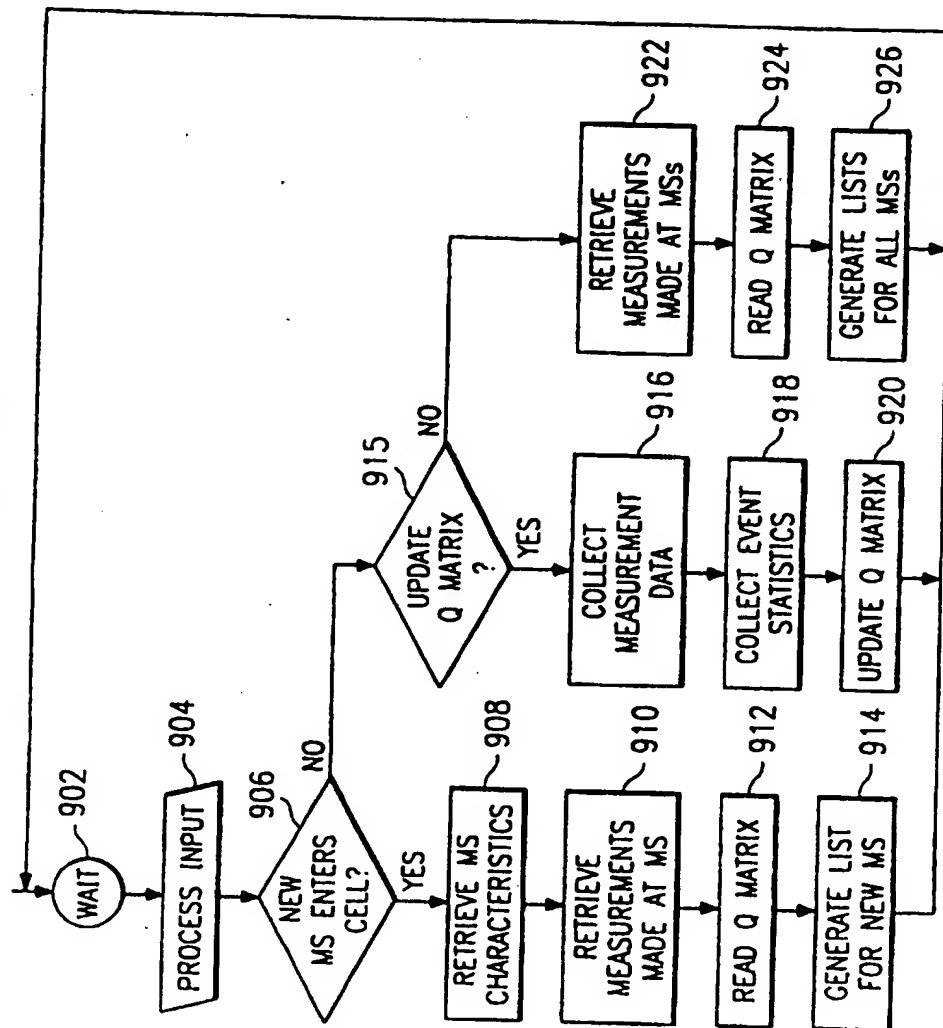 902
WAIT
904
PROCESS INPUT
906
NEW
MS ENTERS
CELL?
NO
YES
908
RETRIEVE MS
CHARACTERISTICS
910
RETRIEVE
MEASUREMENTS
MADE AT MS
912
READ Q MATRIX
914
GENERATE LIST
FOR NEW MS
915
UPDATE
Q MATRIX
?
NO
YES
916
COLLECT
MEASUREMENT
DATA
918
COLLECT EVENT
STATISTICS
920
UPDATE Q MATRIX
922
RETRIEVE
MEASUREMENTS
MADE AT MSs
924
READ Q MATRIX
926
GENERATE LISTS
FOR ALL MSs